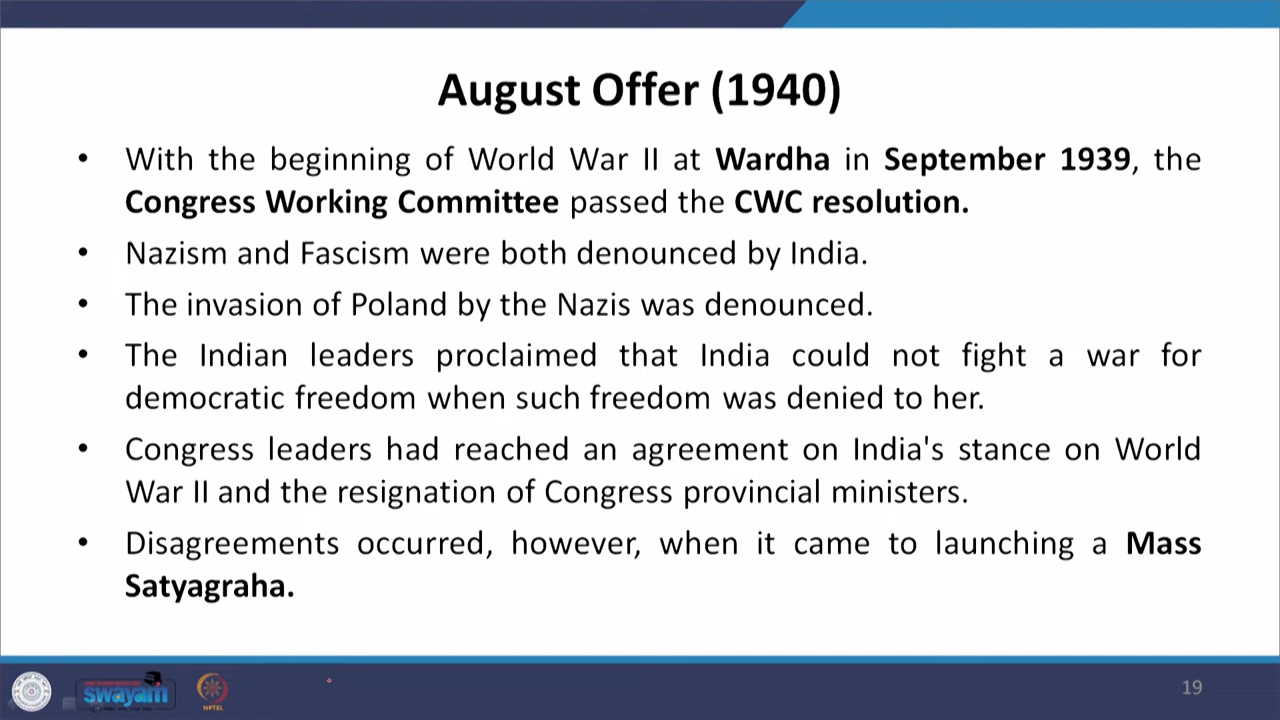 August Offer (1940)
• With the beginning of World War II at Wardha in September 1939, the
Congress Working Committee passed the CWC resolution.
• Nazism and Fascism were both denounced by India.
• The invasion of Poland by the Nazis was denounced.
• The Indian leaders proclaimed that India could not fight a war for
democratic freedom when such freedom was denied to her.
• Congress leaders had reached an agreement on India's stance on World
War II and the resignation of Congress provincial ministers.
• Disagreements occurred, however, when it came to launching a Mass
Satyagraha.
swayam
NPTEL
19